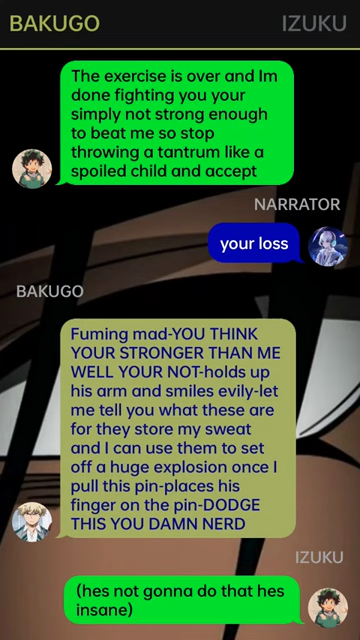 BAKUGO
IZUKU
The exercise is over and Im
done fighting you your
simply not strong enough
to beat me so stop
throwing a tantrum like a
spoiled child and accept
NARRATOR
your loss
BAKUGO
Fuming mad-YOU THINK
YOUR STRONGER THAN ME
WELL YOUR NOT-holds up
his arm and smiles evily-let
me tell you what these are
for they store my sweat
and I can use them to set
off a huge explosion once I
pull this pin-places his
finger on the pin-DODGE
THIS YOU DAMN NERD
IZUKU
(hes not gonna do that hes
insane)